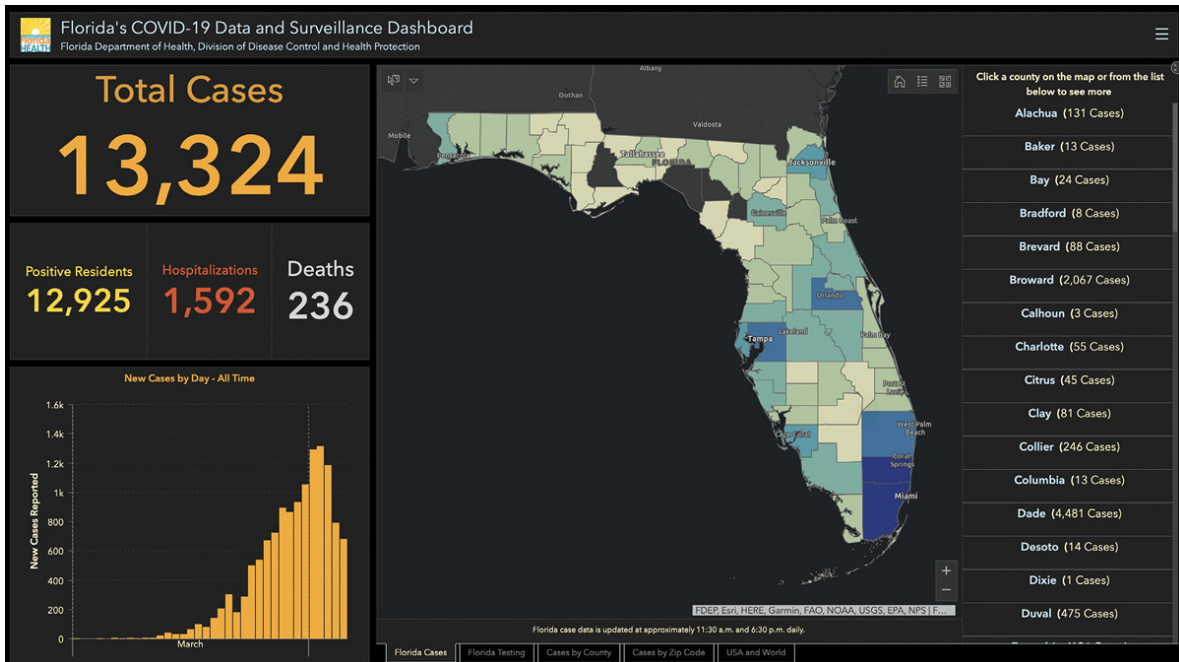 Florida HEALTH
Florida's COVID-19 Data and Surveillance Dashboard
Florida Department of Health, Division of Disease Control and Health Protection
Total Cases
13,324
Positive Residents
12,925
Hospitalizations
1,592
Deaths
236
New Cases by Day - All Time
New Cases Reported
1.6k
1.4k
1.2k
1k
800
600
400
200
0
March
Albany
Dothan
Mobile
Valdosta
Pensacola
Tallahassee
FLORIDA
Jacksonville
Gainesville
Palm Coast
Orlando
Tampa
Lakeland
Palm Bay
Port St. Lucie
Cape Coral
West Palm Beach
Coral Springs
Miami
+
−
FDEP, Esri, HERE, Garmin, FAO, NOAA, USGS, EPA, NPS | F...
Florida case data is updated at approximately 11:30 a.m. and 6:30 p.m. daily.
Florida Cases
Florida Testing
Cases by County
Cases by Zip Code
USA and World
Click a county on the map or from the list
below to see more
Alachua (131 Cases)
Baker (13 Cases)
Bay (24 Cases)
Bradford (8 Cases)
Brevard (88 Cases)
Broward (2,067 Cases)
Calhoun (3 Cases)
Charlotte (55 Cases)
Citrus (45 Cases)
Clay (81 Cases)
Collier (246 Cases)
Columbia (13 Cases)
Dade (4,481 Cases)
Desoto (14 Cases)
Dixie (1 Cases)
Duval (475 Cases)